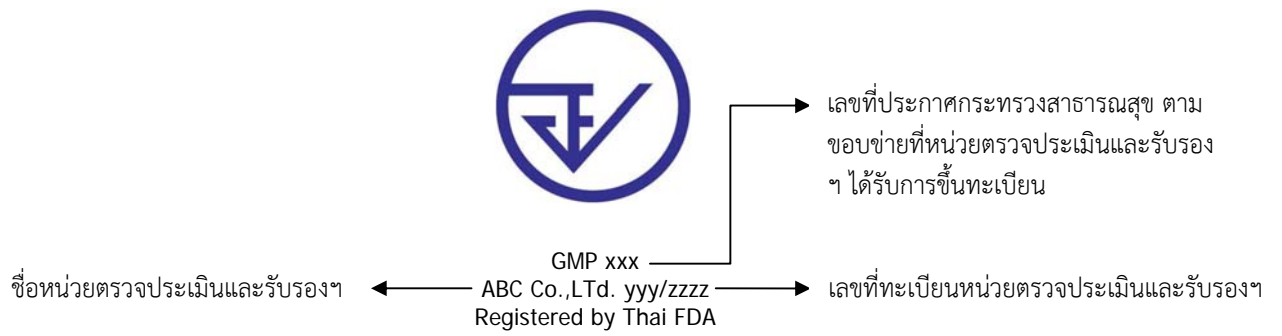 เลขที่ประกาศกระทรวงสาธารณสุข ตาม
ขอบข่ายที่หน่วยตรวจประเมินและรับรอง
ฯ ได้รับการขึ้นทะเบียน
GMP xxx
ชื่อหน่วยตรวจประเมินและรับรองฯ
ABC Co.,LTd. yyy/zzzz
เลขที่ทะเบียนหน่วยตรวจประเมินและรับรองฯ
Registered by Thai FDA